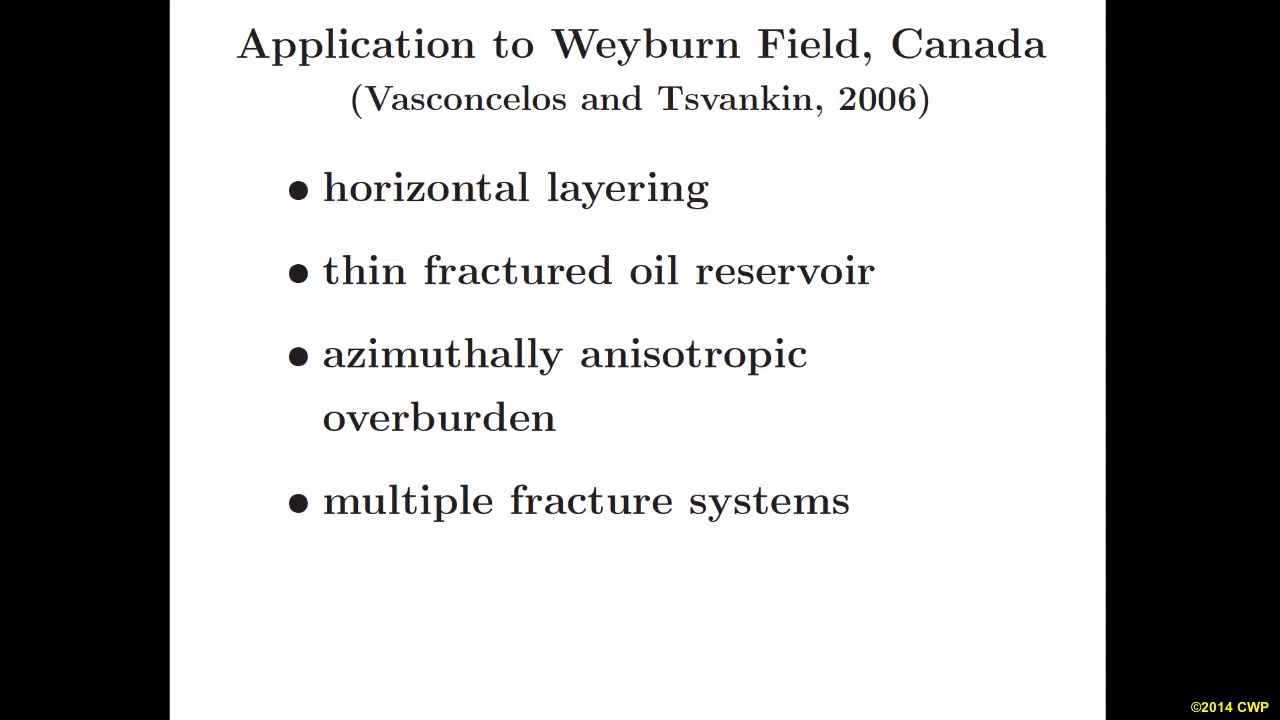 Application to Weyburn Field, Canada
(Vasconcelos and Tsvankin, 2006)
● horizontal layering
● thin fractured oil reservoir
● azimuthally anisotropic
overburden
● multiple fracture systems
©2014 CWP